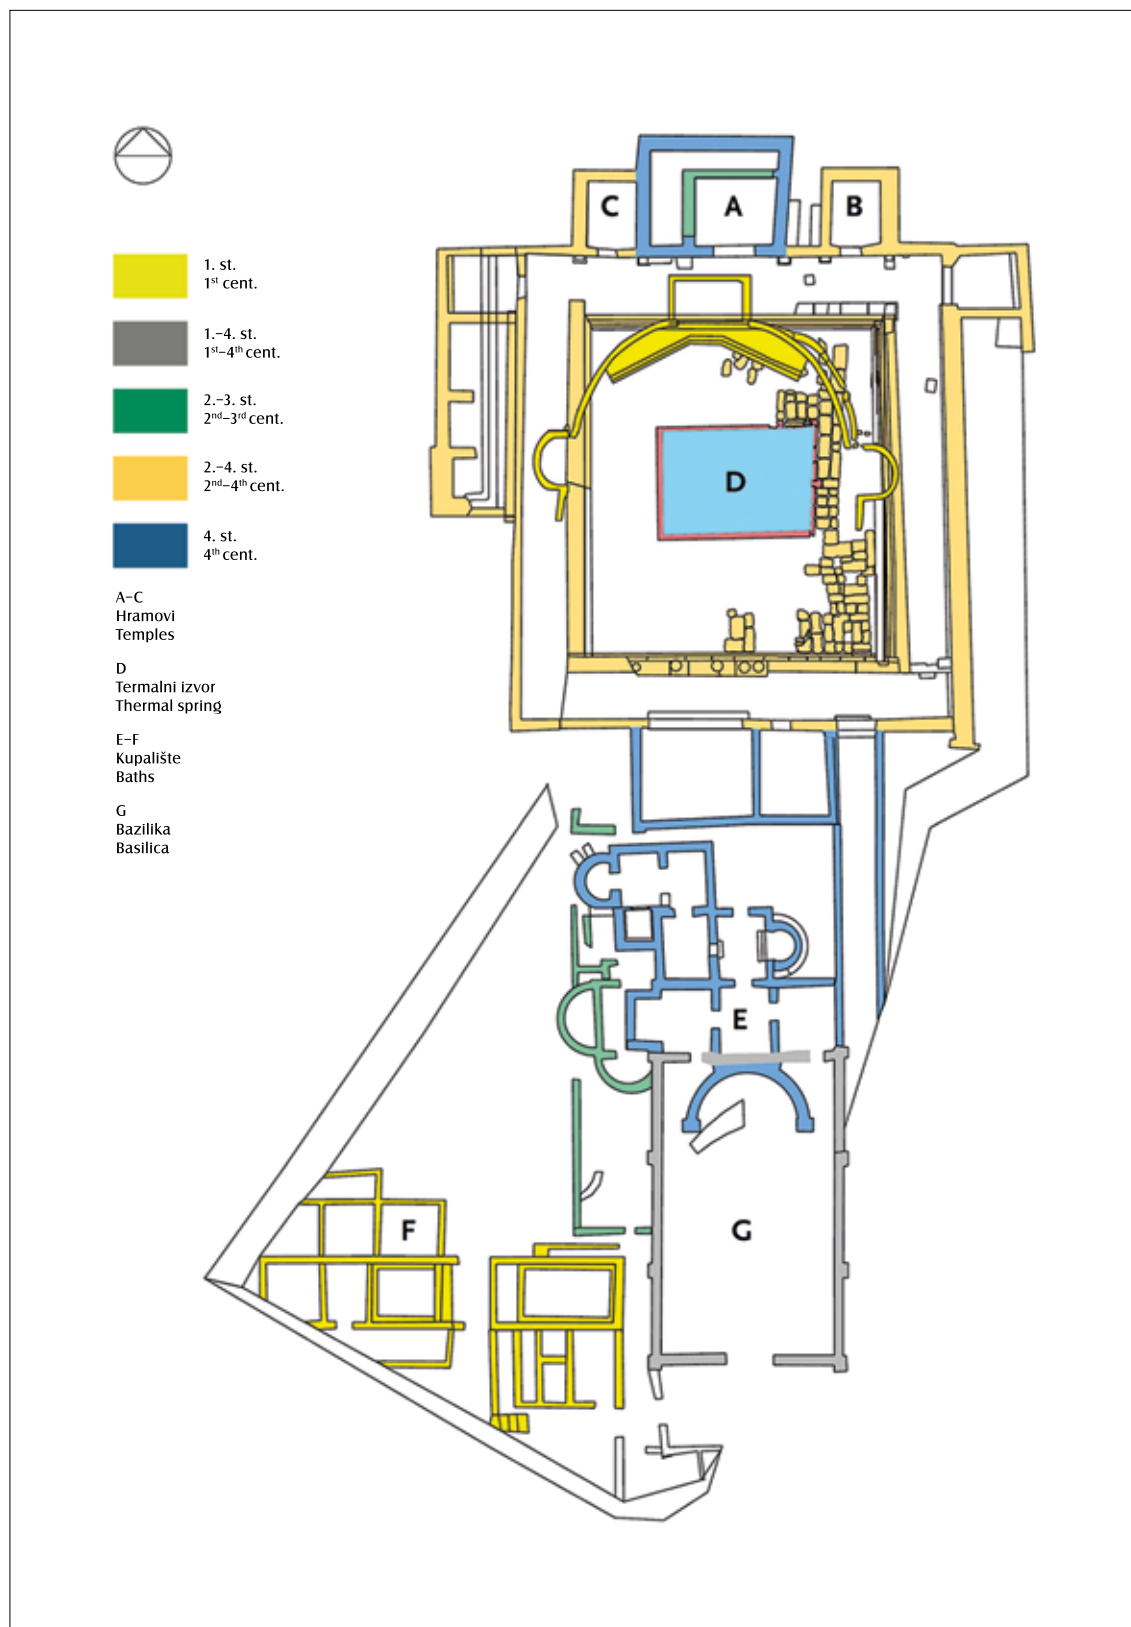 C
A
B
1. st.
1st cent.
1.–4. st.
1st–4th cent.
2.–3. st.
2nd–3rd cent.
2.–4. st.
2nd–4th cent.
4. st.
4th cent.
A–C
Hramovi
Temples
D
Termalni izvor
Thermal spring
E–F
Kupalište
Baths
G
Bazilika
Basilica
D
E
F
G